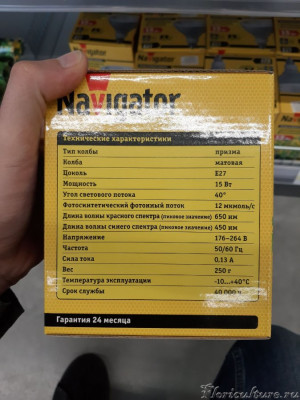 Navigator
Технические характеристики
Тип колбы призма
Колба матовая
Цоколь E27
Мощность 15 Вт
Угол светового потока 40°
Фотосинтетический фотонный поток 12 мкмоль/с
Длина волны красного спектра (пиковое значение) 650 нм
Длина волны синего спектра (пиковое значение) 450 нм
Напряжение 176–264 В
Частота 50/60 Гц
Сила тока 0,13 А
Вес 250 г
Температура эксплуатации -10...+40°C
Срок службы 40 000 ч
Гарантия 24 месяца
Floriculture.ru